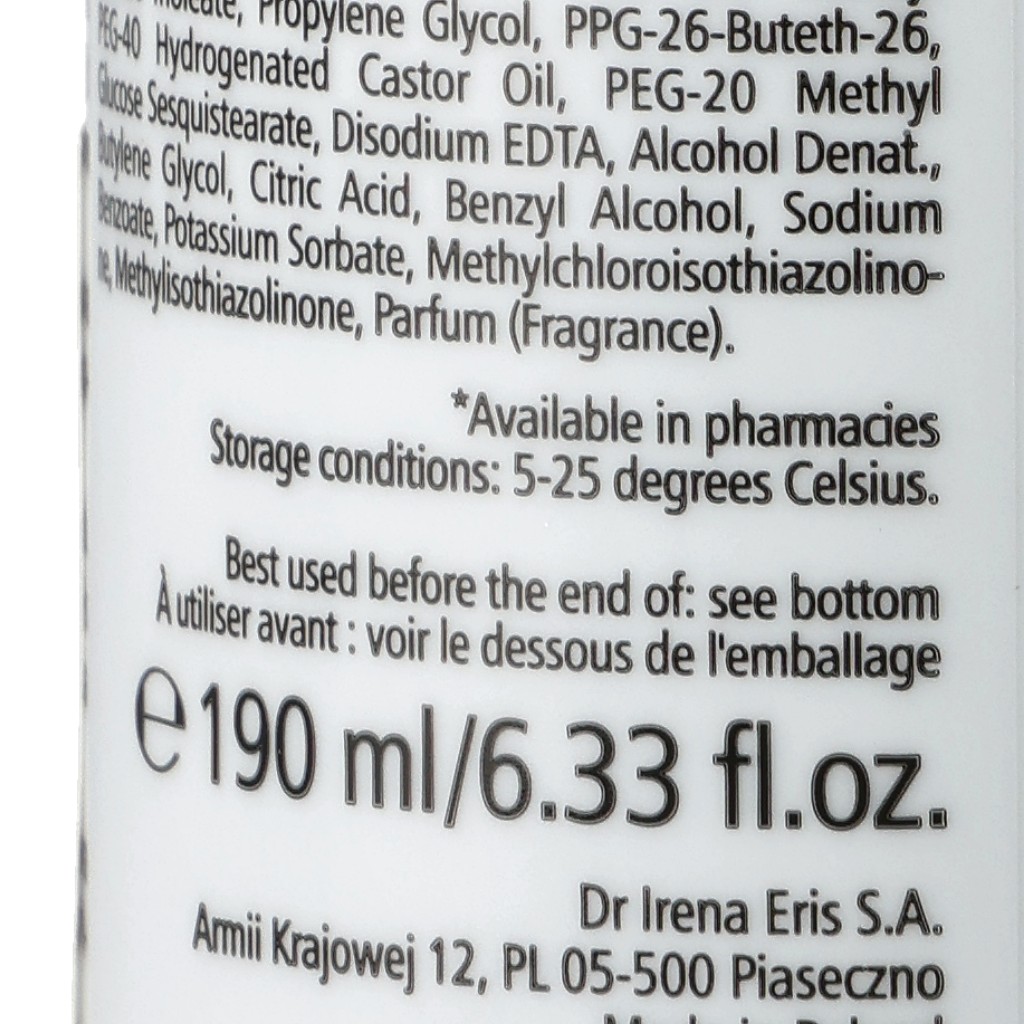 Propylene Glycol, PPG-26-Buteth-26,
PEG-40 Hydrogenated Castor Oil, PEG-20 Methyl
Glucose Sesquistearate, Disodium EDTA, Alcohol Denat.,
Butylene Glycol, Citric Acid, Benzyl Alcohol, Sodium
Benzoate, Potassium Sorbate, Methylchloroisothiazolino-
ne, Methylisothiazolinone, Parfum (Fragrance).
*Available in pharmacies
Storage conditions: 5-25 degrees Celsius.
Best used before the end of: see bottom
À utiliser avant : voir le dessous de l'emballage
℮190 ml/6.33 fl.oz.
Dr Irena Eris S.A.
Armii Krajowej 12, PL 05-500 Piaseczno